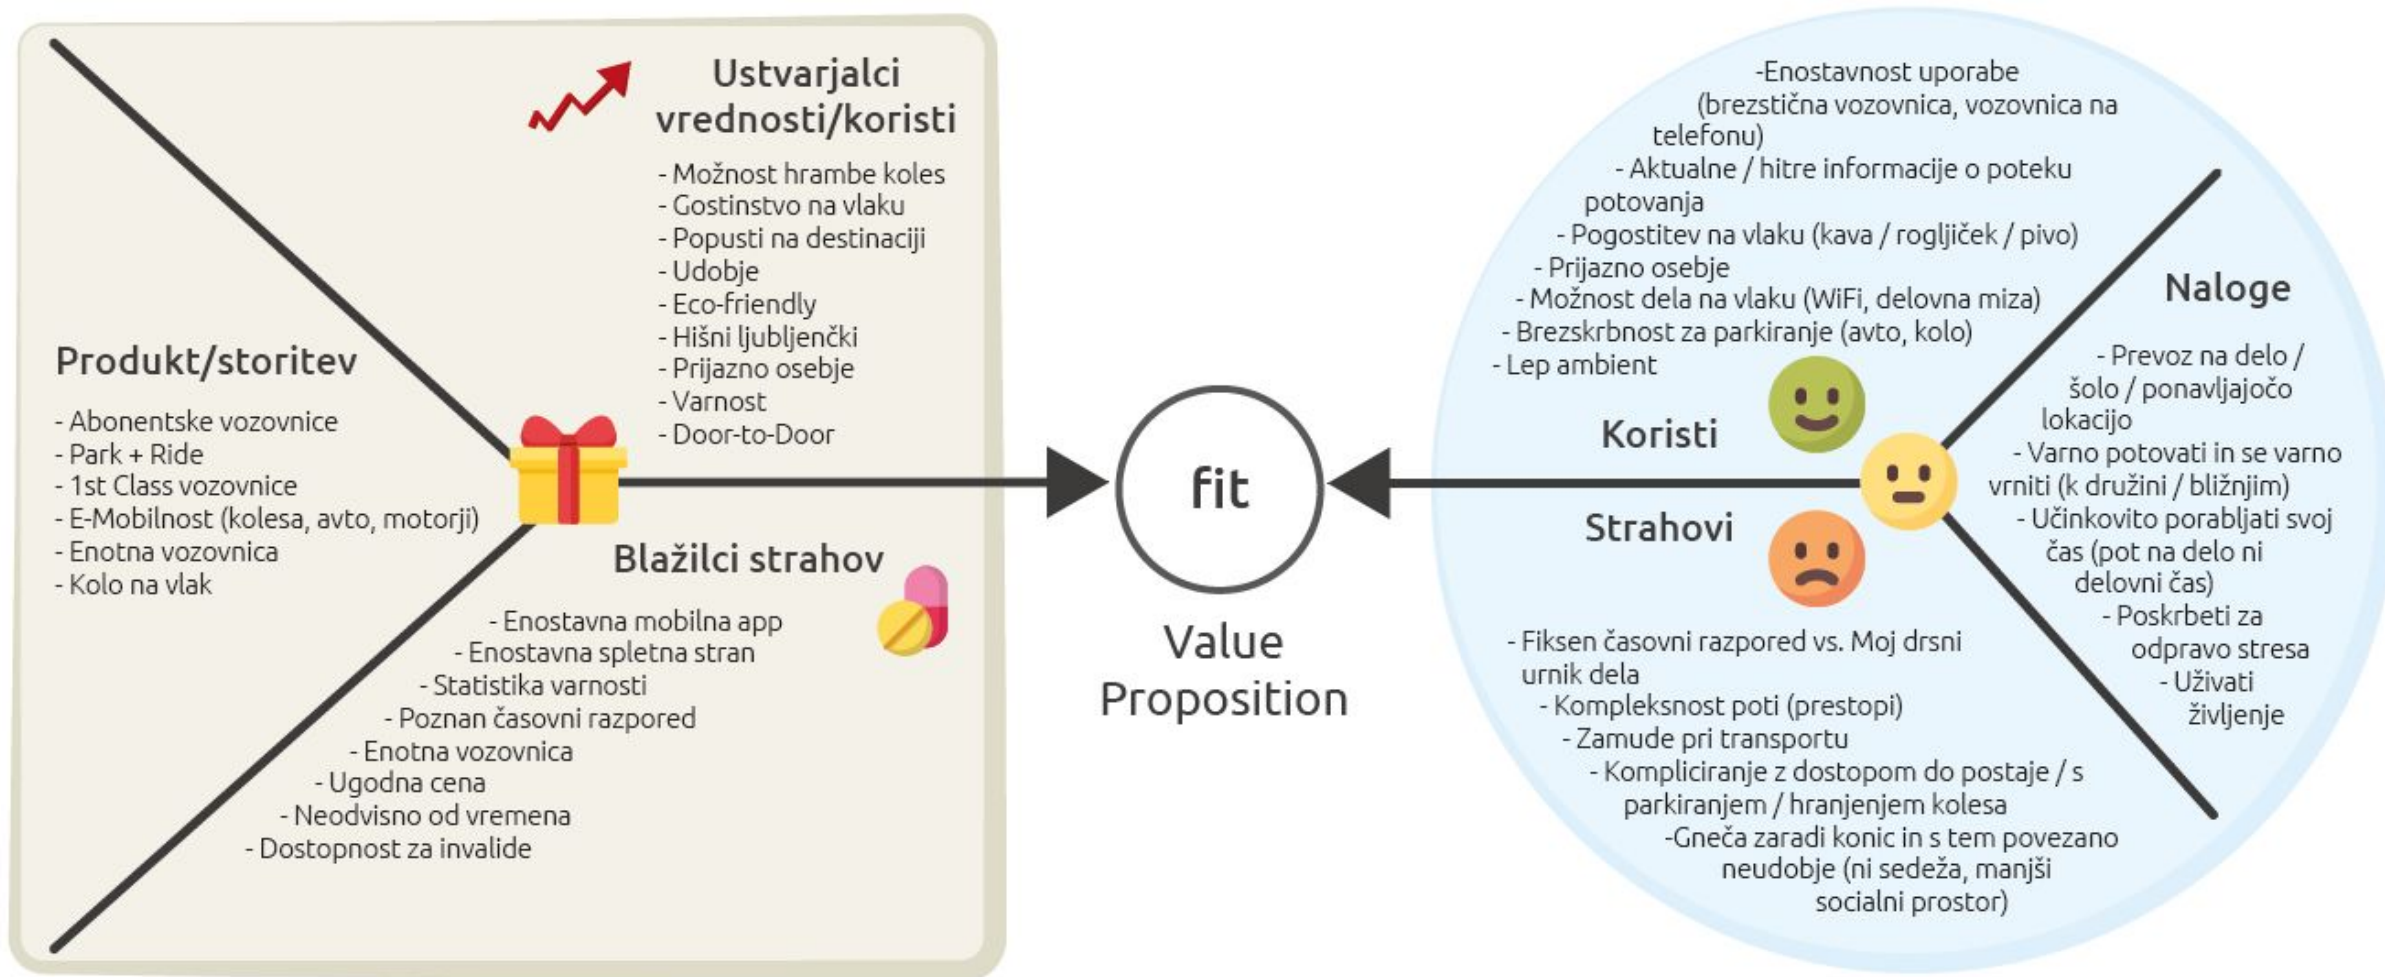 Produkt/storitev
- Abonentske vozovnice
- Park + Ride
- 1st Class vozovnice
- E-Mobilnost (kolesa, avto, motorji)
- Enotna vozovnica
- Kolo na vlak
Ustvarjalci
vrednosti/koristi
- Možnost hrambe koles
- Gostinstvo na vlaku
- Popusti na destinaciji
- Udobje
- Eco-friendly
- Hišni ljubljenčki
- Prijazno osebje
- Varnost
- Door-to-Door
Blažilci strahov
- Enostavna mobilna app
- Enostavna spletna stran
- Statistika varnosti
- Poznan časovni razpored
- Enotna vozovnica
- Ugodna cena
- Neodvisno od vremena
- Dostopnost za invalide
fit
Value
Proposition
-Enostavnost uporabe
(brezstična vozovnica, vozovnica na
telefonu)
- Aktualne / hitre informacije o poteku
potovanja
- Pogostitev na vlaku (kava / rogljiček / pivo)
- Prijazno osebje
- Možnost dela na vlaku (WiFi, delovna miza)
- Brezskrbnost za parkiranje (avto, kolo)
- Lep ambient
Koristi
Strahovi
- Fiksen časovni razpored vs. Moj drsni
urnik dela
- Kompleksnost poti (prestopi)
- Zamude pri transportu
- Kompliciranje z dostopom do postaje / s
parkiranjem / hranjenjem kolesa
-Gneča zaradi konic in s tem povezano
neudobje (ni sedeža, manjši
socialni prostor)
Naloge
- Prevoz na delo /
šolo / ponavljajočo
lokacijo
- Varno potovati in se varno
vrniti (k družini / bližnjim)
- Učinkovito porabljati svoj
čas (pot na delo ni
delovni čas)
- Poskrbeti za
odpravo stresa
- Uživati
življenje